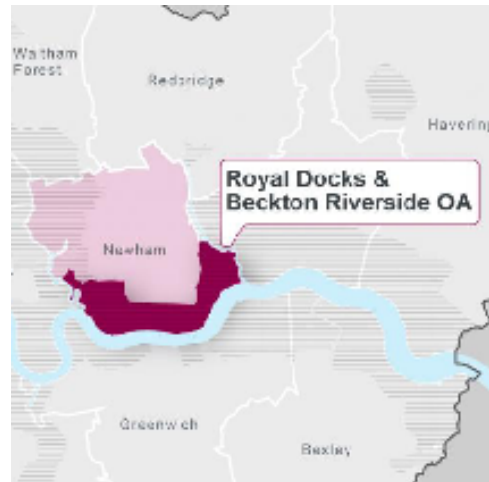 Waltham
Forest
Redbridge
Havering
Royal Docks &
Beckton Riverside OA
Newham
Greenwich
Bexley